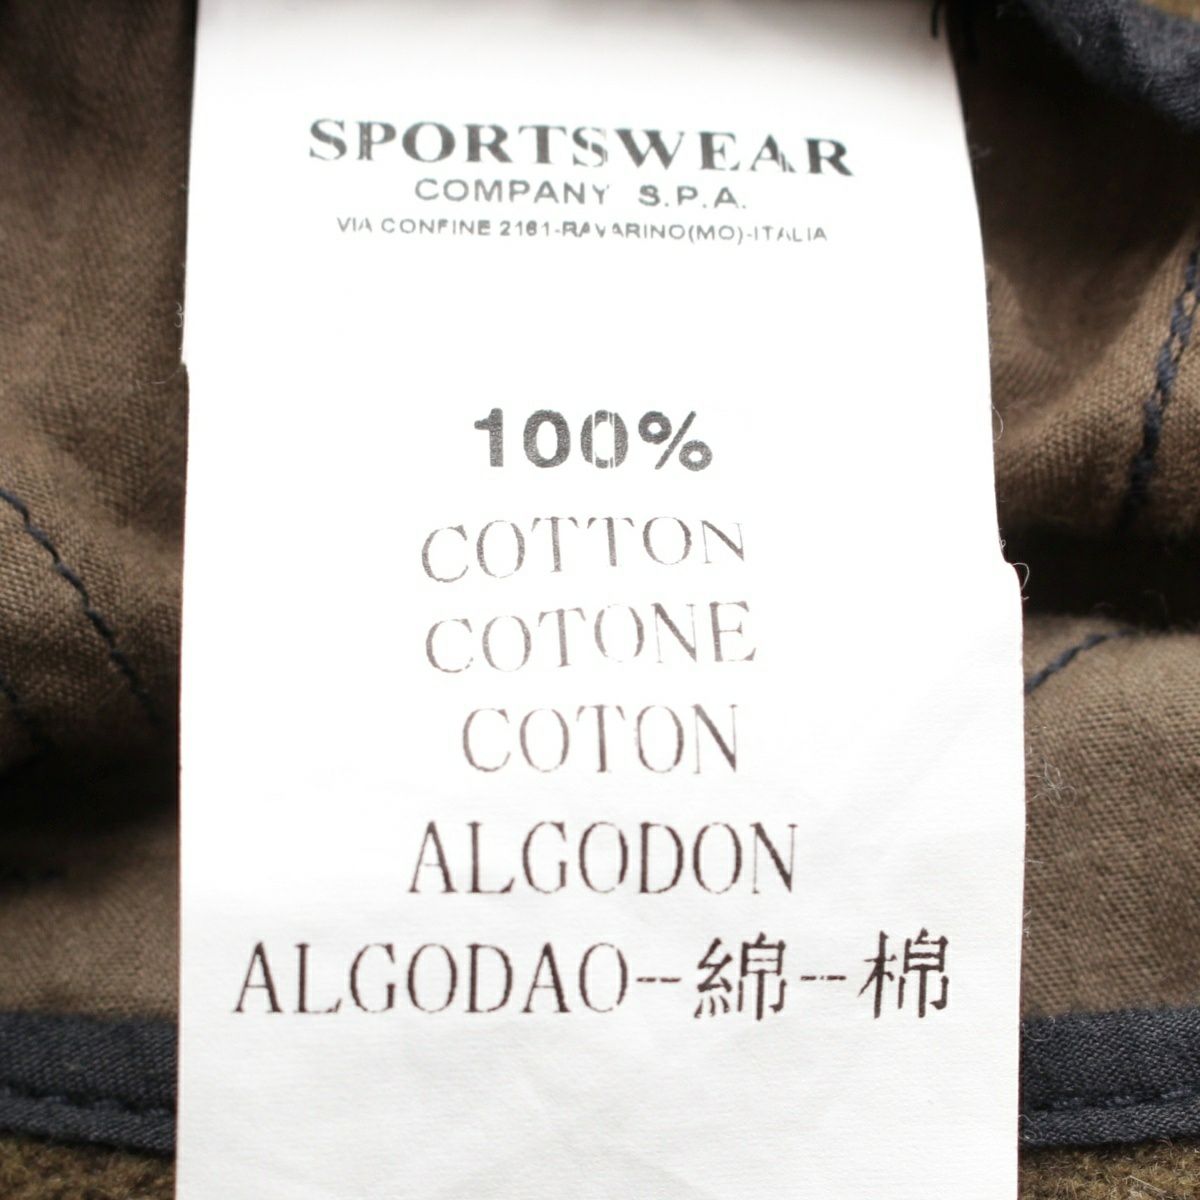 SPORTSWEAR
COMPANY S.P.A.
VIA CONFINE 2161-RAVARINO(MO)-ITALIA
100%
COTTON
COTONE
COTON
ALGODON
ALGODAO--綿--棉